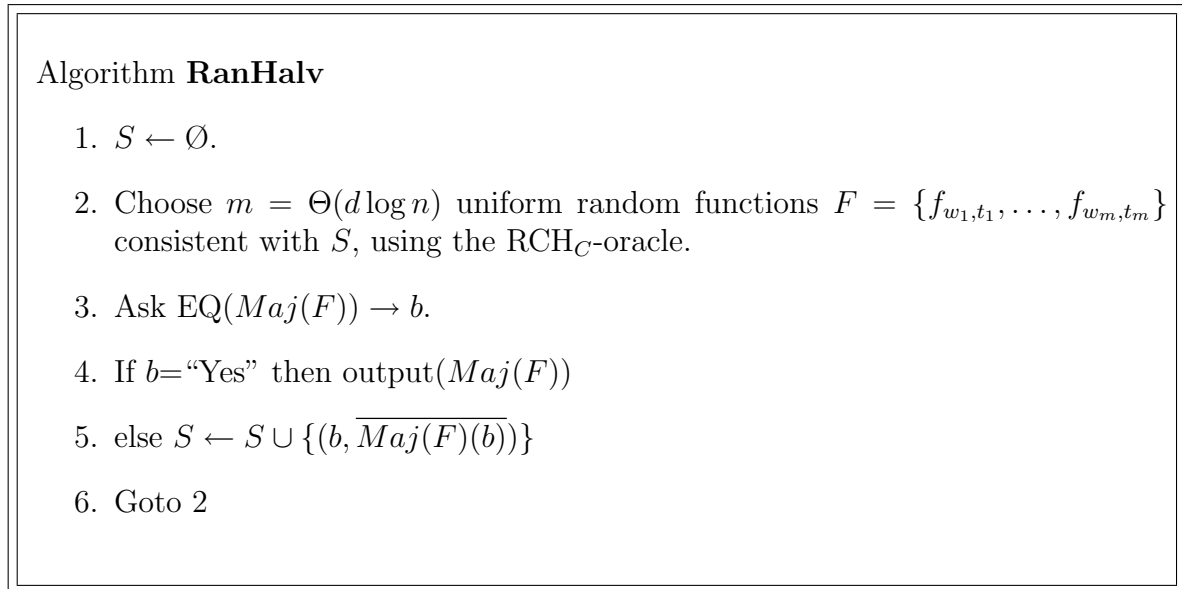 Algorithm RanHalv
1. S ← Ø.
2. Choose m = Θ(d log n) uniform random functions F = {f_{w_1,t_1}, . . . , f_{w_m,t_m}}
consistent with S, using the RCH_C-oracle.
3. Ask EQ(Maj(F)) → b.
4. If b=“Yes” then output(Maj(F))
5. else S ← S ∪ {(b, \overline{Maj(F)(b)})}
6. Goto 2